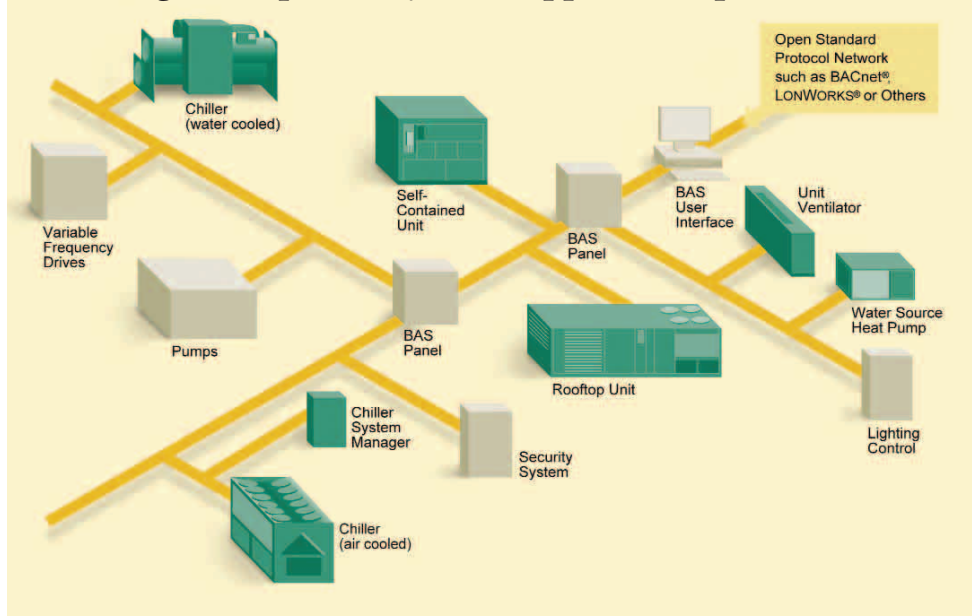 Open Standard
Protocol Network
such as BACnet®,
LONWORKS® or Others
Chiller
(water cooled)
Self-
Contained
Unit
BAS
User
Interface
Unit
Ventilator
Variable
Frequency
Drives
BAS
Panel
Water Source
Heat Pump
Pumps
BAS
Panel
Rooftop Unit
Chiller
System
Manager
Security
System
Lighting
Control
Chiller
(air cooled)